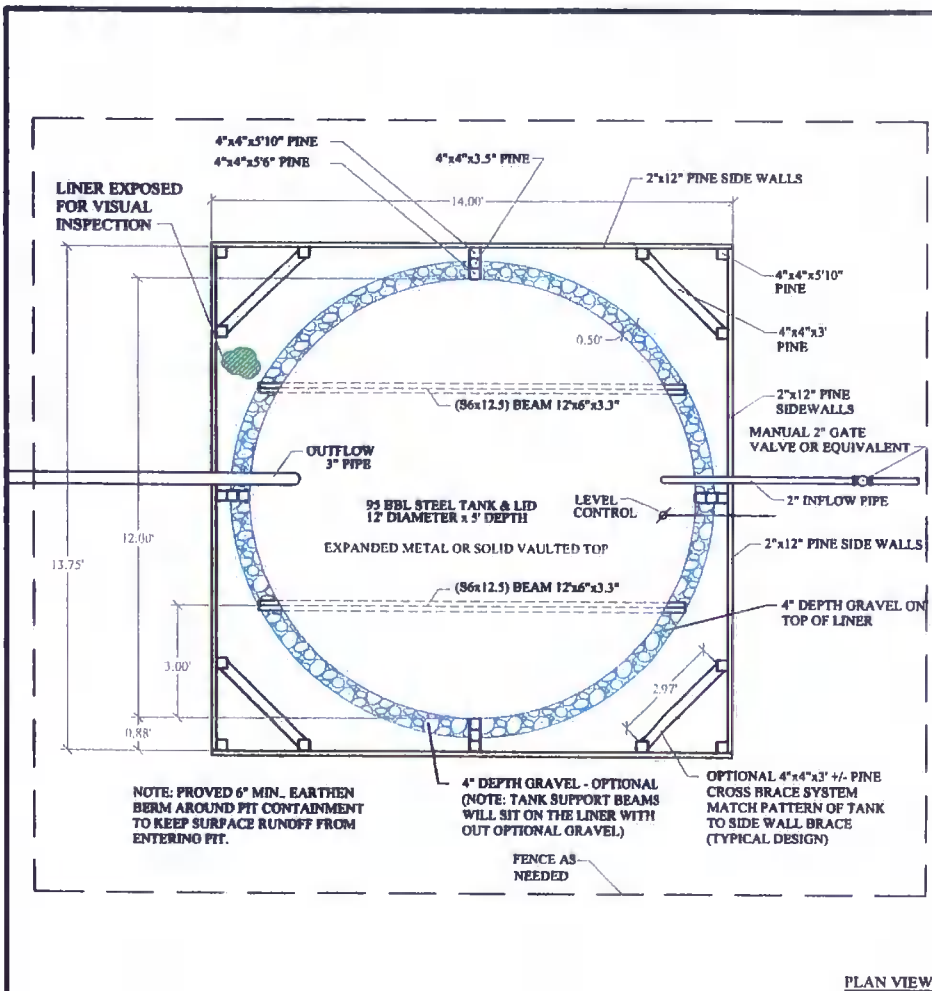 4"x4"x5'10" PINE
4"x4"x5'6" PINE
4"x4"x3.5" PINE
2"x12" PINE SIDE WALLS
LINER EXPOSED
FOR VISUAL
INSPECTION
14.00'
4"x4"x5'10"
PINE
4"x4"x3'
PINE
0.50'
(S6x12.5) BEAM 12'x6"x3.3"
2"x12" PINE
SIDEWALLS
MANUAL 2" GATE
VALVE OR EQUIVALENT
OUTFLOW
3" PIPE
2" INFLOW PIPE
95 BBL STEEL TANK & LID
12' DIAMETER x 5' DEPTH
LEVEL
CONTROL
EXPANDED METAL OR SOLID VAULTED TOP
2"x12" PINE SIDE WALLS
12.00'
13.75'
(S6x12.5) BEAM 12'x6"x3.3"
4" DEPTH GRAVEL ON
TOP OF LINER
3.00'
2.97'
0.88'
NOTE: PROVED 6" MIN., EARTHEN
BERM AROUND PIT CONTAINMENT
TO KEEP SURFACE RUNOFF FROM
ENTERING PIT.
4" DEPTH GRAVEL - OPTIONAL
(NOTE: TANK SUPPORT BEAMS
WILL SIT ON THE LINER WITH
OUT OPTIONAL GRAVEL)
OPTIONAL 4"x4"x3' +/- PINE
CROSS BRACE SYSTEM
MATCH PATTERN OF TANK
TO SIDE WALL BRACE
(TYPICAL DESIGN)
FENCE AS
NEEDED
PLAN VIEW